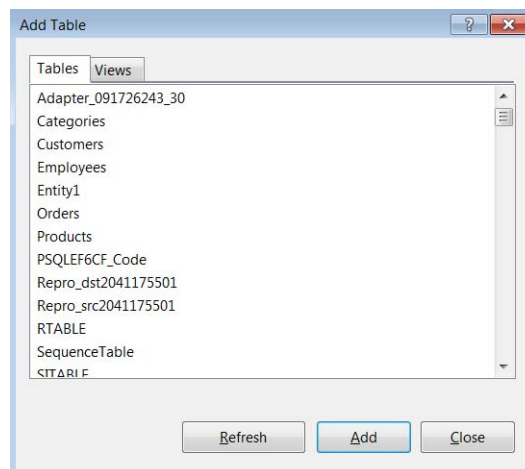 Add Table
Tables Views
Adapter_091726243_30
Categories
Customers
Employees
Entity1
Orders
Products
PSQLEF6CF_Code
Repro_dst2041175501
Repro_src2041175501
RTABLE
SequenceTable
SITABLE
Refresh Add Close